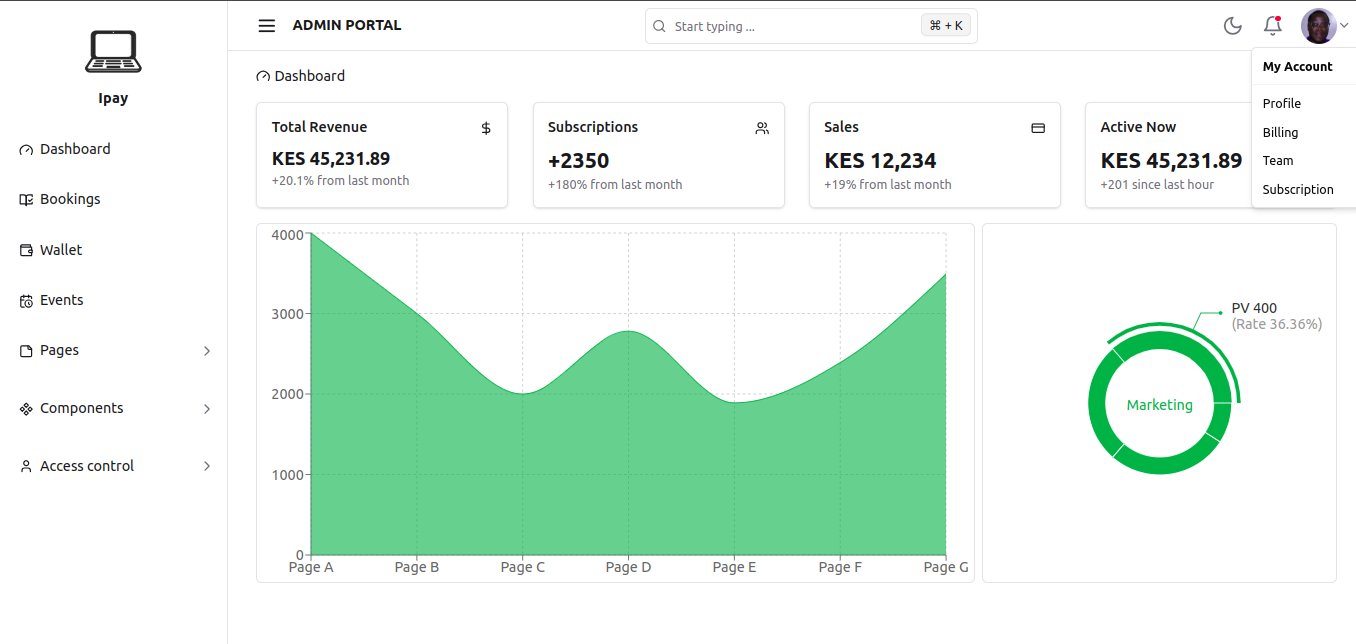 Ipay
Dashboard
Bookings
Wallet
Events
Pages
Components
Access control
ADMIN PORTAL
Start typing ...
⌘ + K
My Account
Profile
Billing
Team
Subscription
Dashboard
Total Revenue
KES 45,231.89
+20.1% from last month
Subscriptions
+2350
+180% from last month
Sales
KES 12,234
+19% from last month
Active Now
KES 45,231.89
+201 since last hour
4000
3000
2000
1000
0
Page A
Page B
Page C
Page D
Page E
Page F
Page G
PV 400
(Rate 36.36%)
Marketing